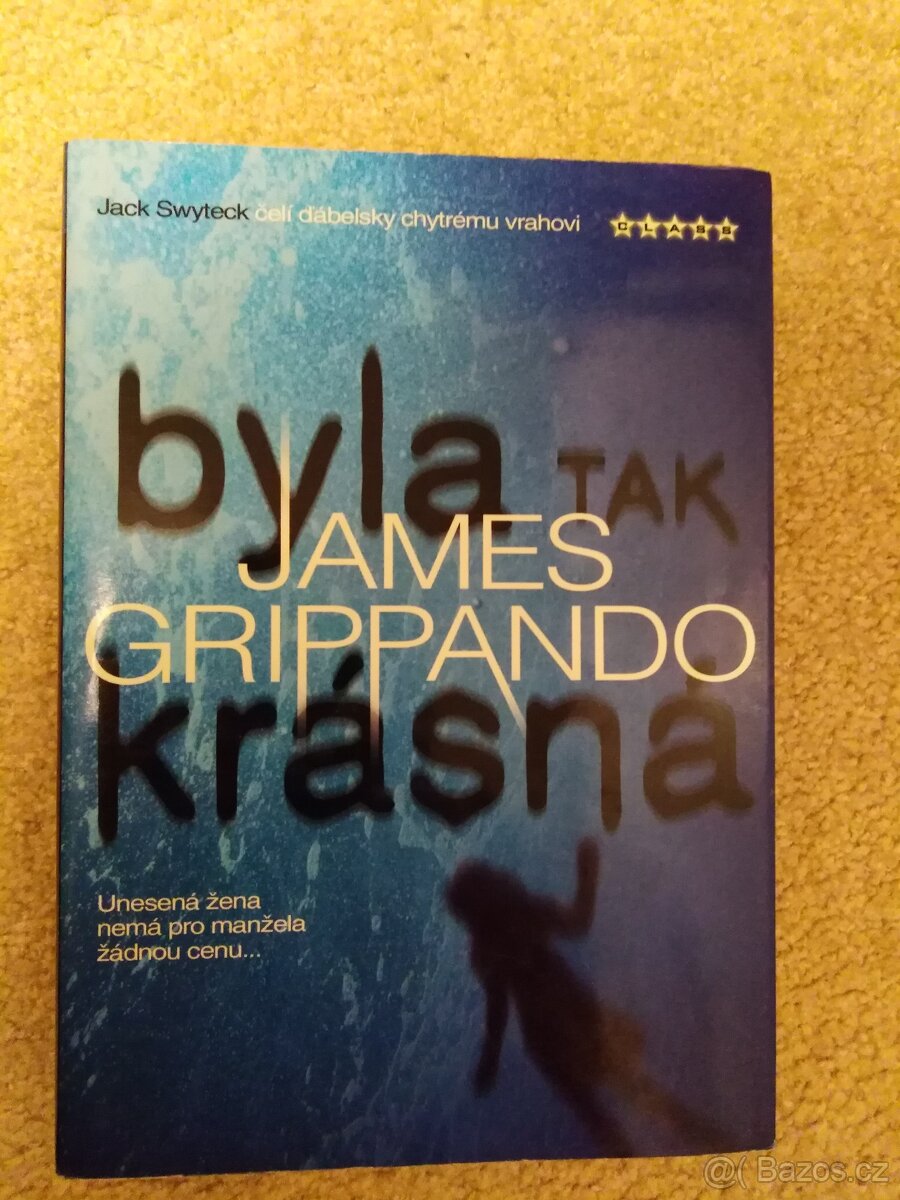 Jack Swyteck čelí ďábelsky chytrému vrahovi
CLASS
byla TAK
JAMES
GRIPPANDO
krásná
Unesená žena
nemá pro manžela
žádnou cenu...
@( Bazos.cz